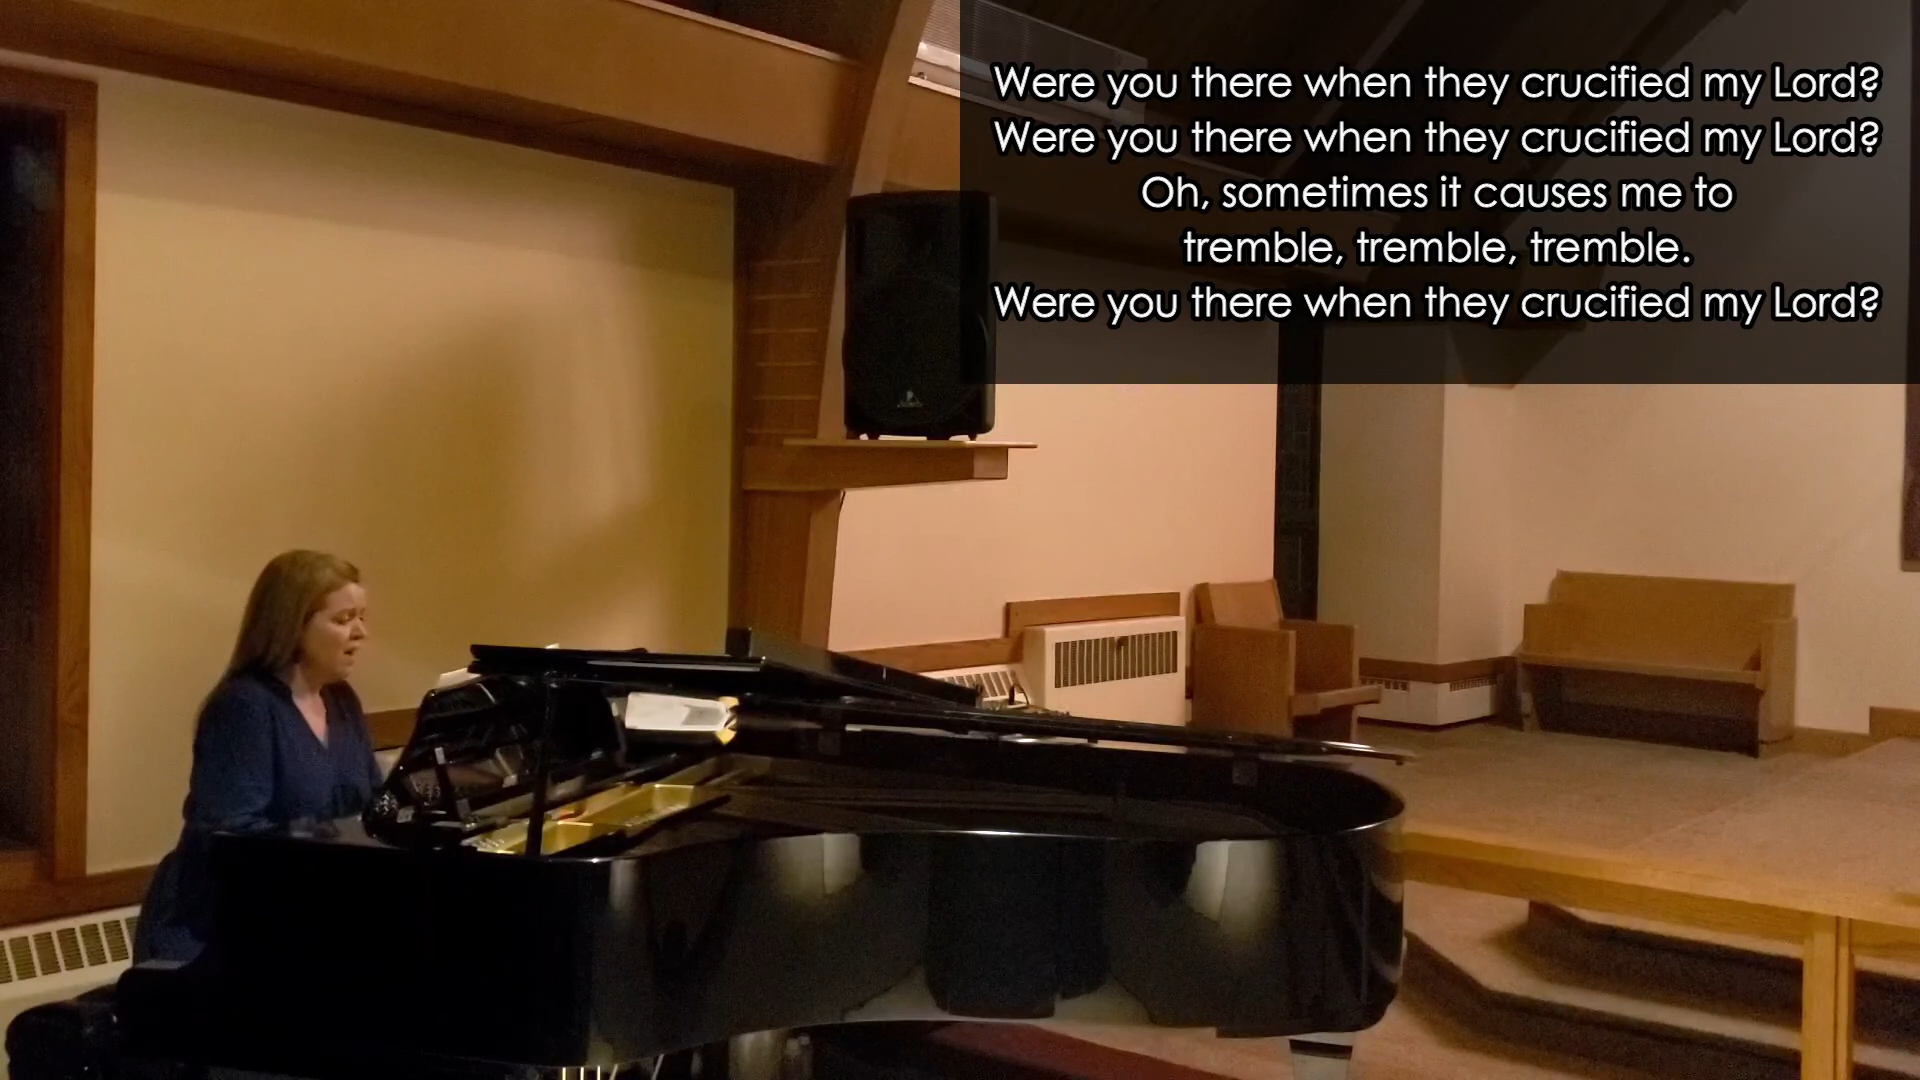 Were you there when they crucified my Lord?
Were you there when they crucified my Lord?
Oh, sometimes it causes me to
tremble, tremble, tremble.
Were you there when they crucified my Lord?